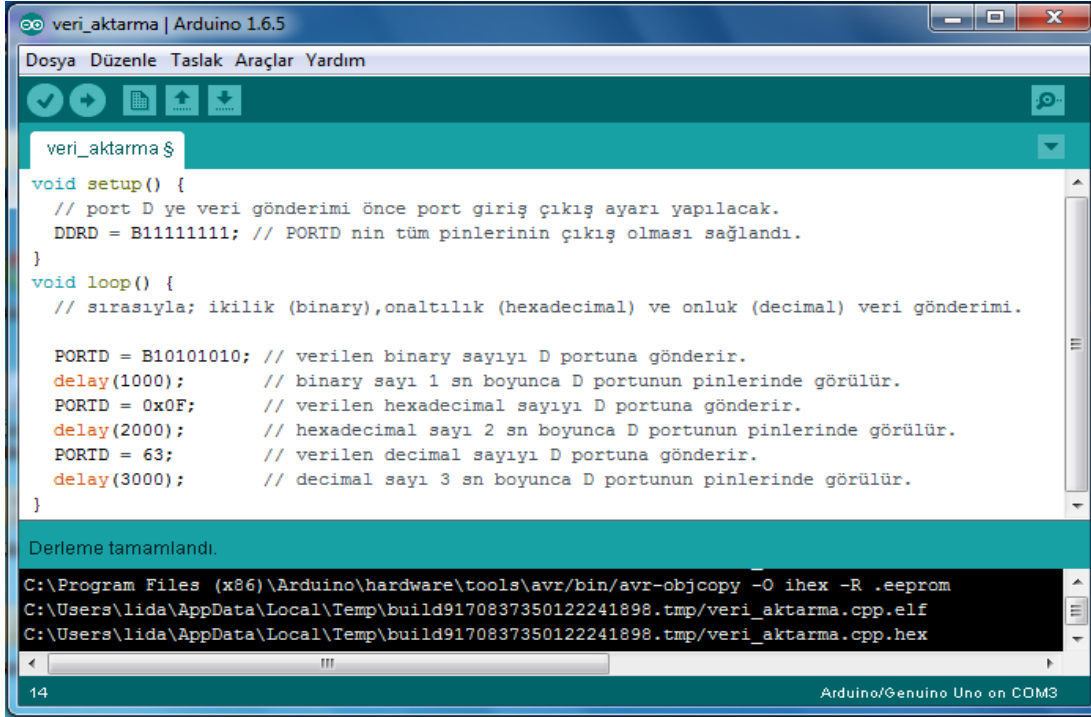 veri_aktarma | Arduino 1.6.5
Dosya Düzenle Taslak Araçlar Yardım
veri_aktarma §
void setup() {
// port D ye veri gönderimi önce port giriş çıkış ayarı yapılacak.
DDRD = B11111111; // PORTD nin tüm pinlerinin çıkış olması sağlandı.
}
void loop() {
// sırasıyla; ikilik (binary),onaltılık (hexadecimal) ve onluk (decimal) veri gönderimi.
PORTD = B10101010; // verilen binary sayıyı D portuna gönderir.
delay(1000); // binary sayı 1 sn boyunca D portunun pinlerinde görülür.
PORTD = 0x0F; // verilen hexadecimal sayıyı D portuna gönderir.
delay(2000); // hexadecimal sayı 2 sn boyunca D portunun pinlerinde görülür.
PORTD = 63; // verilen decimal sayıyı D portuna gönderir.
delay(3000); // decimal sayı 3 sn boyunca D portunun pinlerinde görülür.
}
Derleme tamamlandı.
C:\Program Files (x86)\Arduino\hardware\tools\avr/bin/avr-objcopy -O ihex -R .eeprom
C:\Users\lida\AppData\Local\Temp\build9170837350122241898.tmp/veri_aktarma.cpp.elf
C:\Users\lida\AppData\Local\Temp\build9170837350122241898.tmp/veri_aktarma.cpp.hex
14 Arduino/Genuino Uno on COM3